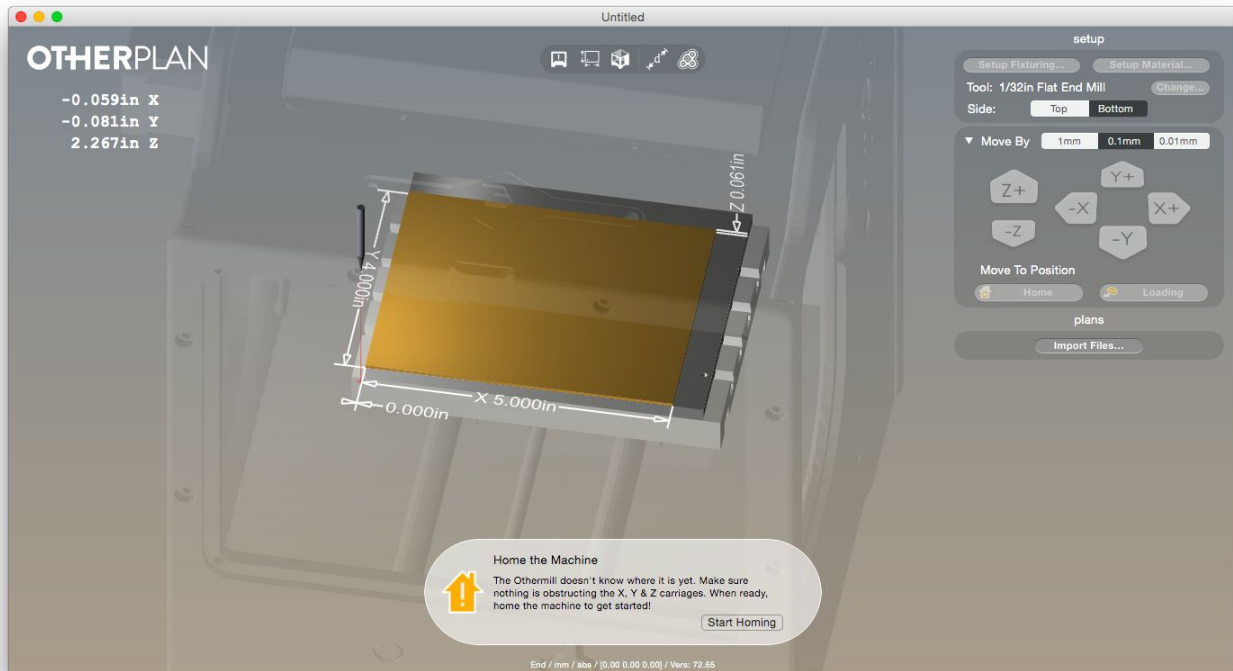 Untitled
OTHERPLAN
-0.059in X
-0.081in Y
2.267in Z
setup
Setup Fixturing... Setup Material...
Tool: 1/32in Flat End Mill Change...
Side: Top Bottom
Move By 1mm 0.1mm 0.01mm
Z+ Y+
-X X+
-Z -Y
Move To Position
Home Loading
plans
Import Files...
d
Z 0.061in
Y 4.000in
X 5.000in
0.000in
Home the Machine
The Othermill doesn't know where it is yet. Make sure
nothing is obstructing the X, Y & Z carriages. When ready,
home the machine to get started!
Start Homing
End / mm / abs / [0.00 0.00 0.00] / Vers: 72.65